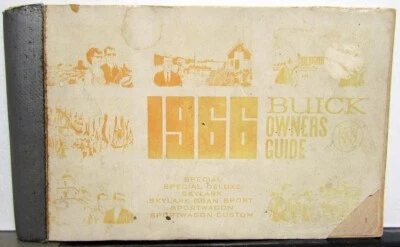 1966
BUICK
OWNERS
GUIDE
SPECIAL
SPECIAL DELUXE
SKYLARK
SKYLARK GRAN SPORT
SPORTWAGON
SPORTWAGON CUSTOM